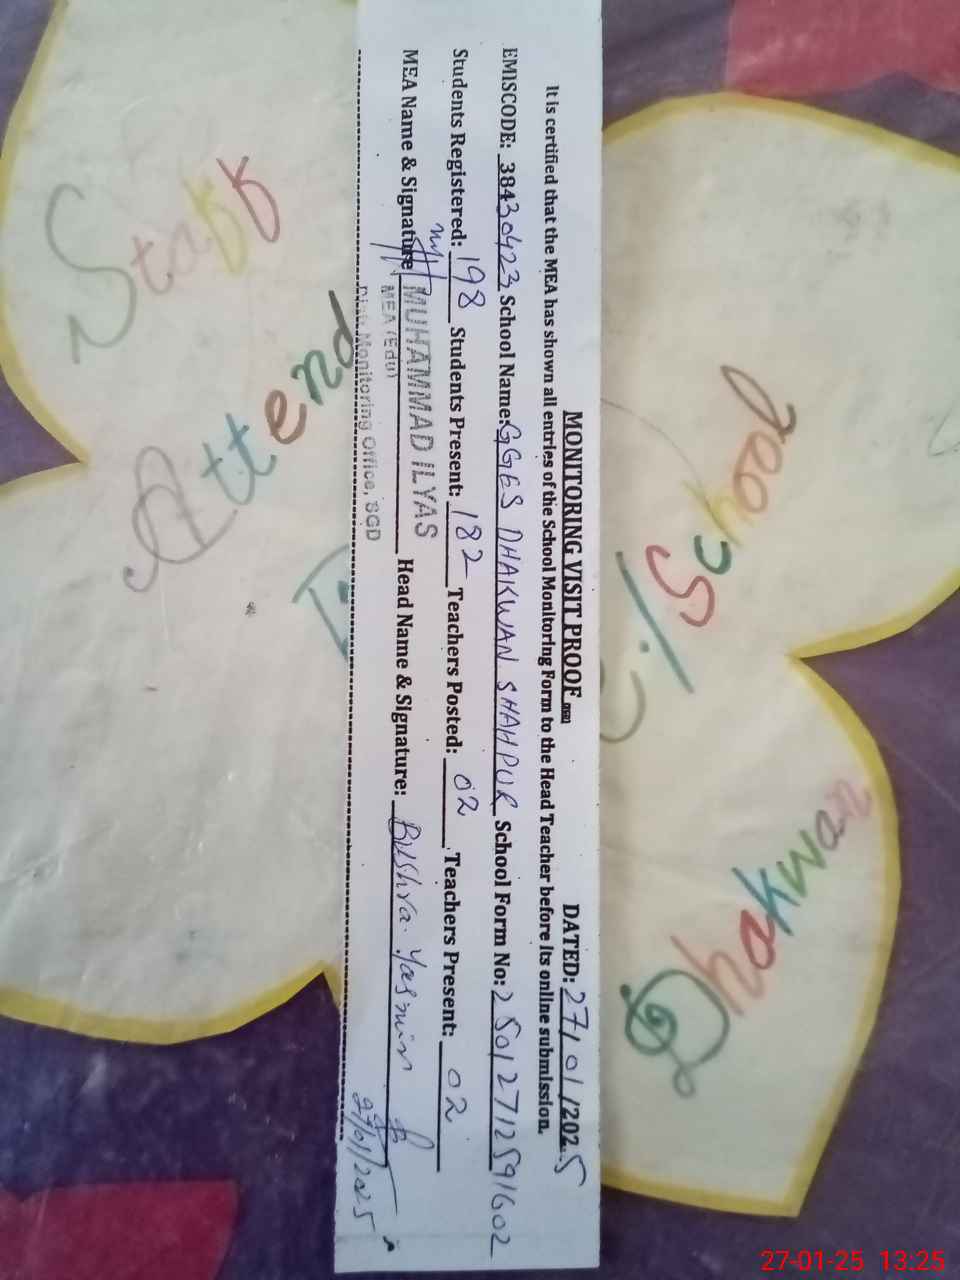 MONITORING VISIT PROOF DATED: 27/01/2025
It is certified that the MEA has shown all entries of the School Monitoring Form to the Head Teacher before its online submission.
EMISCODE: 38430423 School Name: GGES DHAKWAN SHAHPUR School Form No: 25012712591602
Students Registered: 198 Students Present: 182 Teachers Posted: 02 Teachers Present: 02
MEA Name & Signature MUHAMMAD ILYAS Head Name & Signature: Bushra Yasmin
MEA (Edu)
Monitoring Office, SGD
27/01/2025
Staff
Attend
Dhakwan
27-01-25 13:25